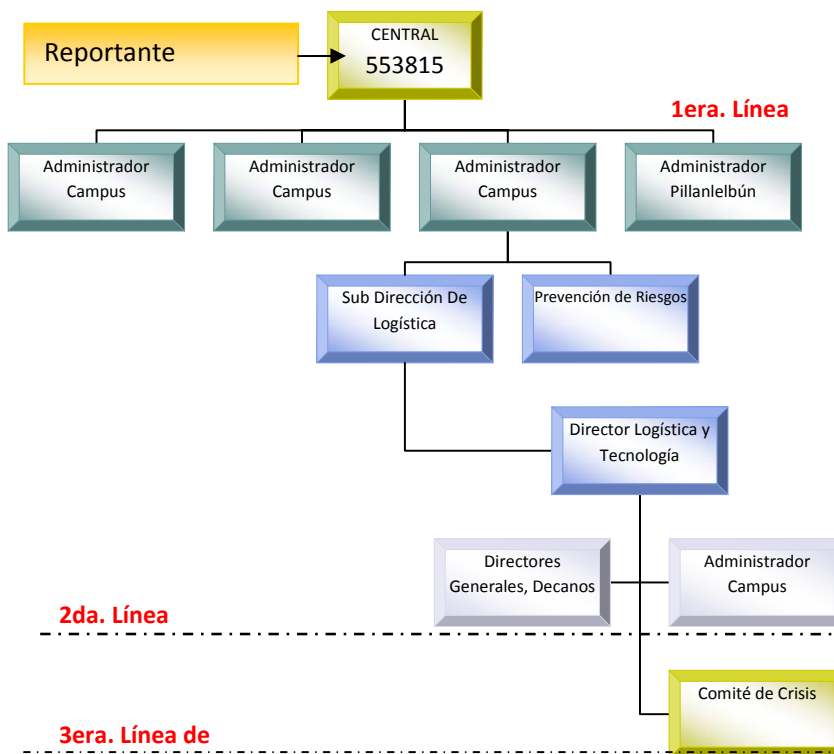 Reportante
CENTRAL
553815
1era. Línea
Administrador
Campus
Administrador
Campus
Administrador
Campus
Administrador
Pillanlelbún
Sub Dirección De
Logística
Prevención de Riesgos
Director Logística y
Tecnología
Directores
Generales, Decanos
Administrador
Campus
2da. Línea
Comité de Crisis
3era. Línea de